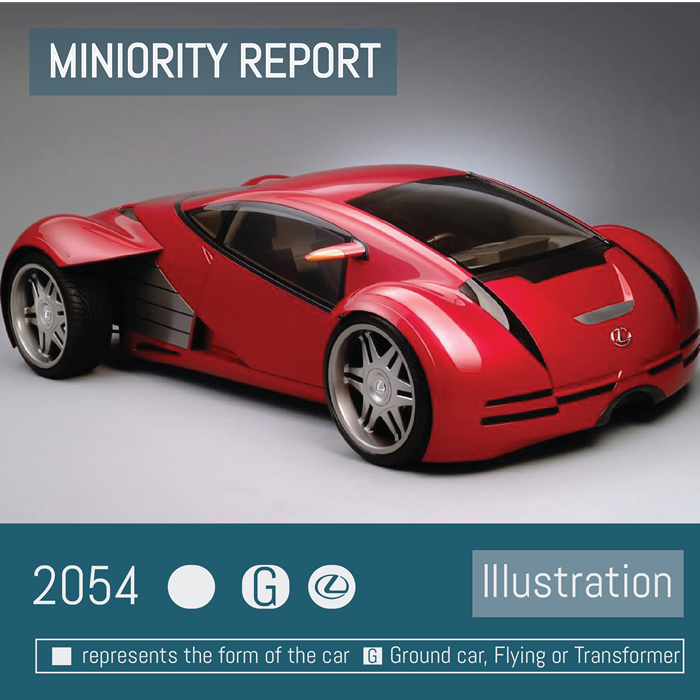 MINIORITY REPORT
2054 G
Illustration
represents the form of the car G Ground car, Flying or Transformer